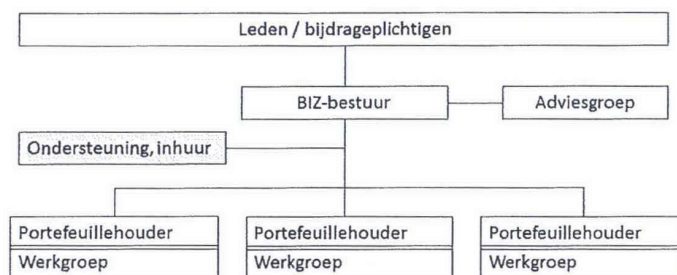 Leden / bijdrageplichtigen
BIZ-bestuur
Adviesgroep
Ondersteuning, inhuur
Portefeuillehouder
Werkgroep
Portefeuillehouder
Werkgroep
Portefeuillehouder
Werkgroep